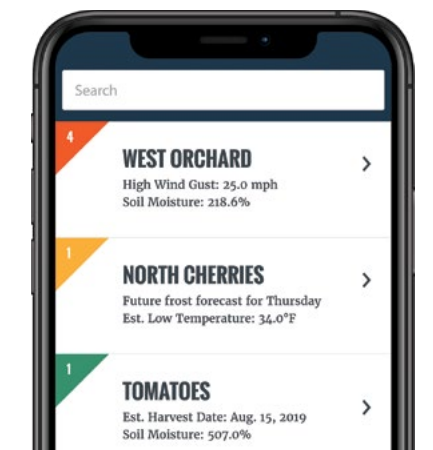 Search
4
WEST ORCHARD
High Wind Gust: 25.0 mph
Soil Moisture: 218.6%
1
NORTH CHERRIES
Future frost forecast for Thursday
Est. Low Temperature: 34.0°F
1
TOMATOES
Est. Harvest Date: Aug. 15, 2019
Soil Moisture: 507.0%